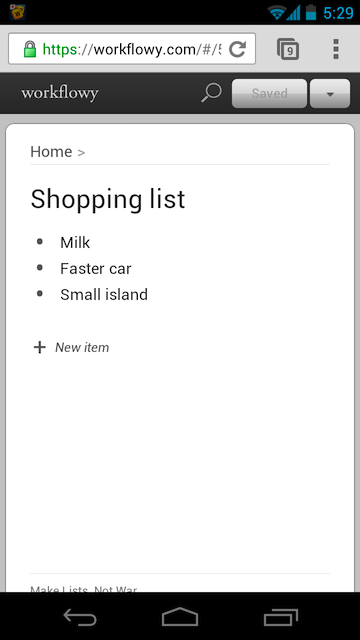 5:29
https://workflowy.com/#/5
9
workflowy
Saved
Home >
Shopping list
• Milk
• Faster car
• Small island
+ New item
Make Lists. Not War.